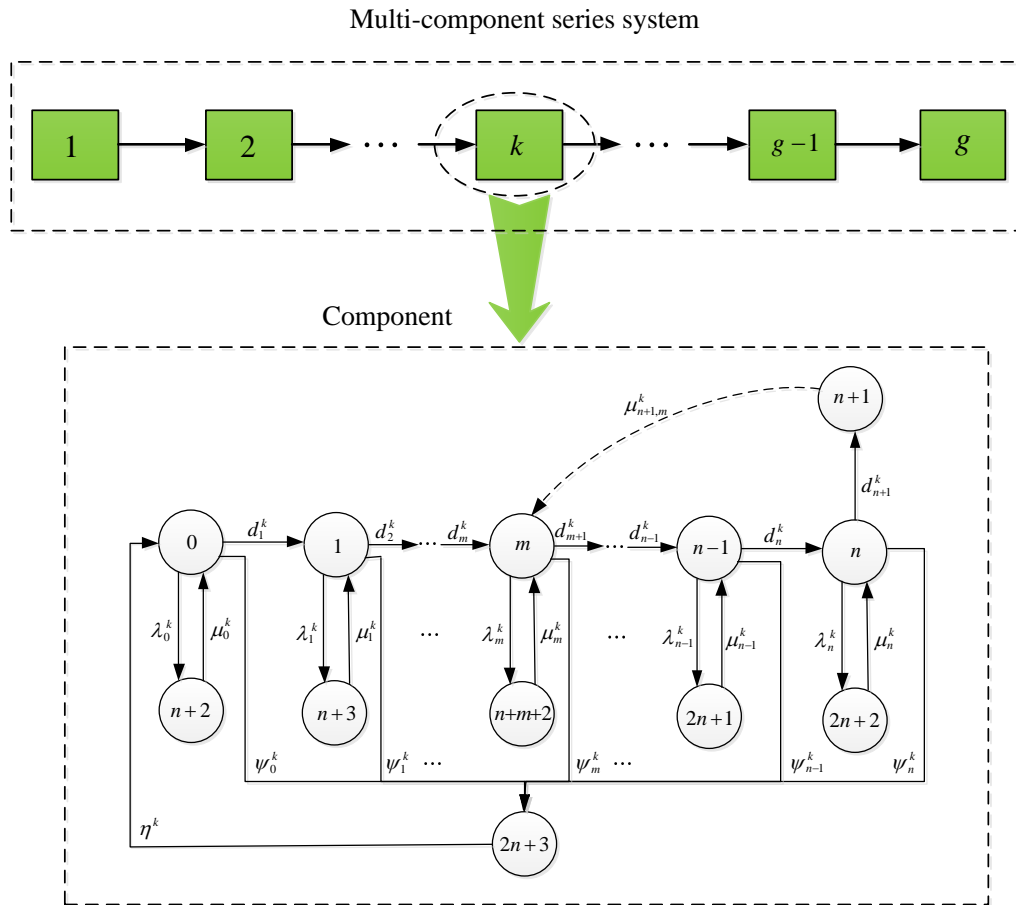 Multi-component series system
1 2 ⋯ k ⋯ g−1 g
Component
n+1
μ^k_{n+1,m}
d^k_{n+1}
d^k_1 d^k_2 ⋯ d^k_m d^k_{m+1} ⋯ d^k_{n−1} d^k_n
0 1 m n−1 n
λ^k_0 μ^k_0 λ^k_1 μ^k_1 ⋯ λ^k_m μ^k_m ⋯ λ^k_{n−1} μ^k_{n−1} λ^k_n μ^k_n
n+2 n+3 n+m+2 2n+1 2n+2
ψ^k_0 ψ^k_1 ⋯ ψ^k_m ⋯ ψ^k_{n−1} ψ^k_n
η^k
2n+3